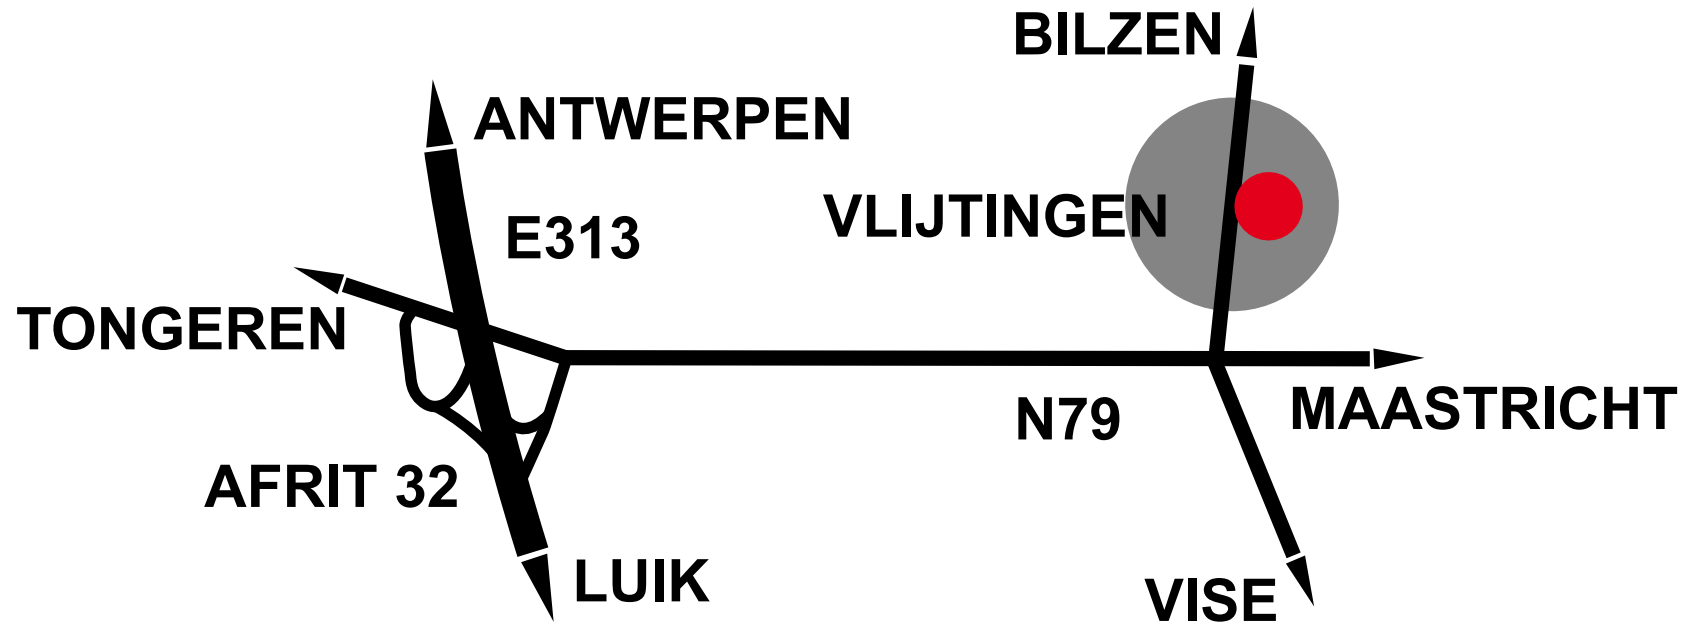 BILZEN
ANTWERPEN
VLIJTINGEN
E313
TONGEREN
MAASTRICHT
N79
AFRIT 32
LUIK
VISE